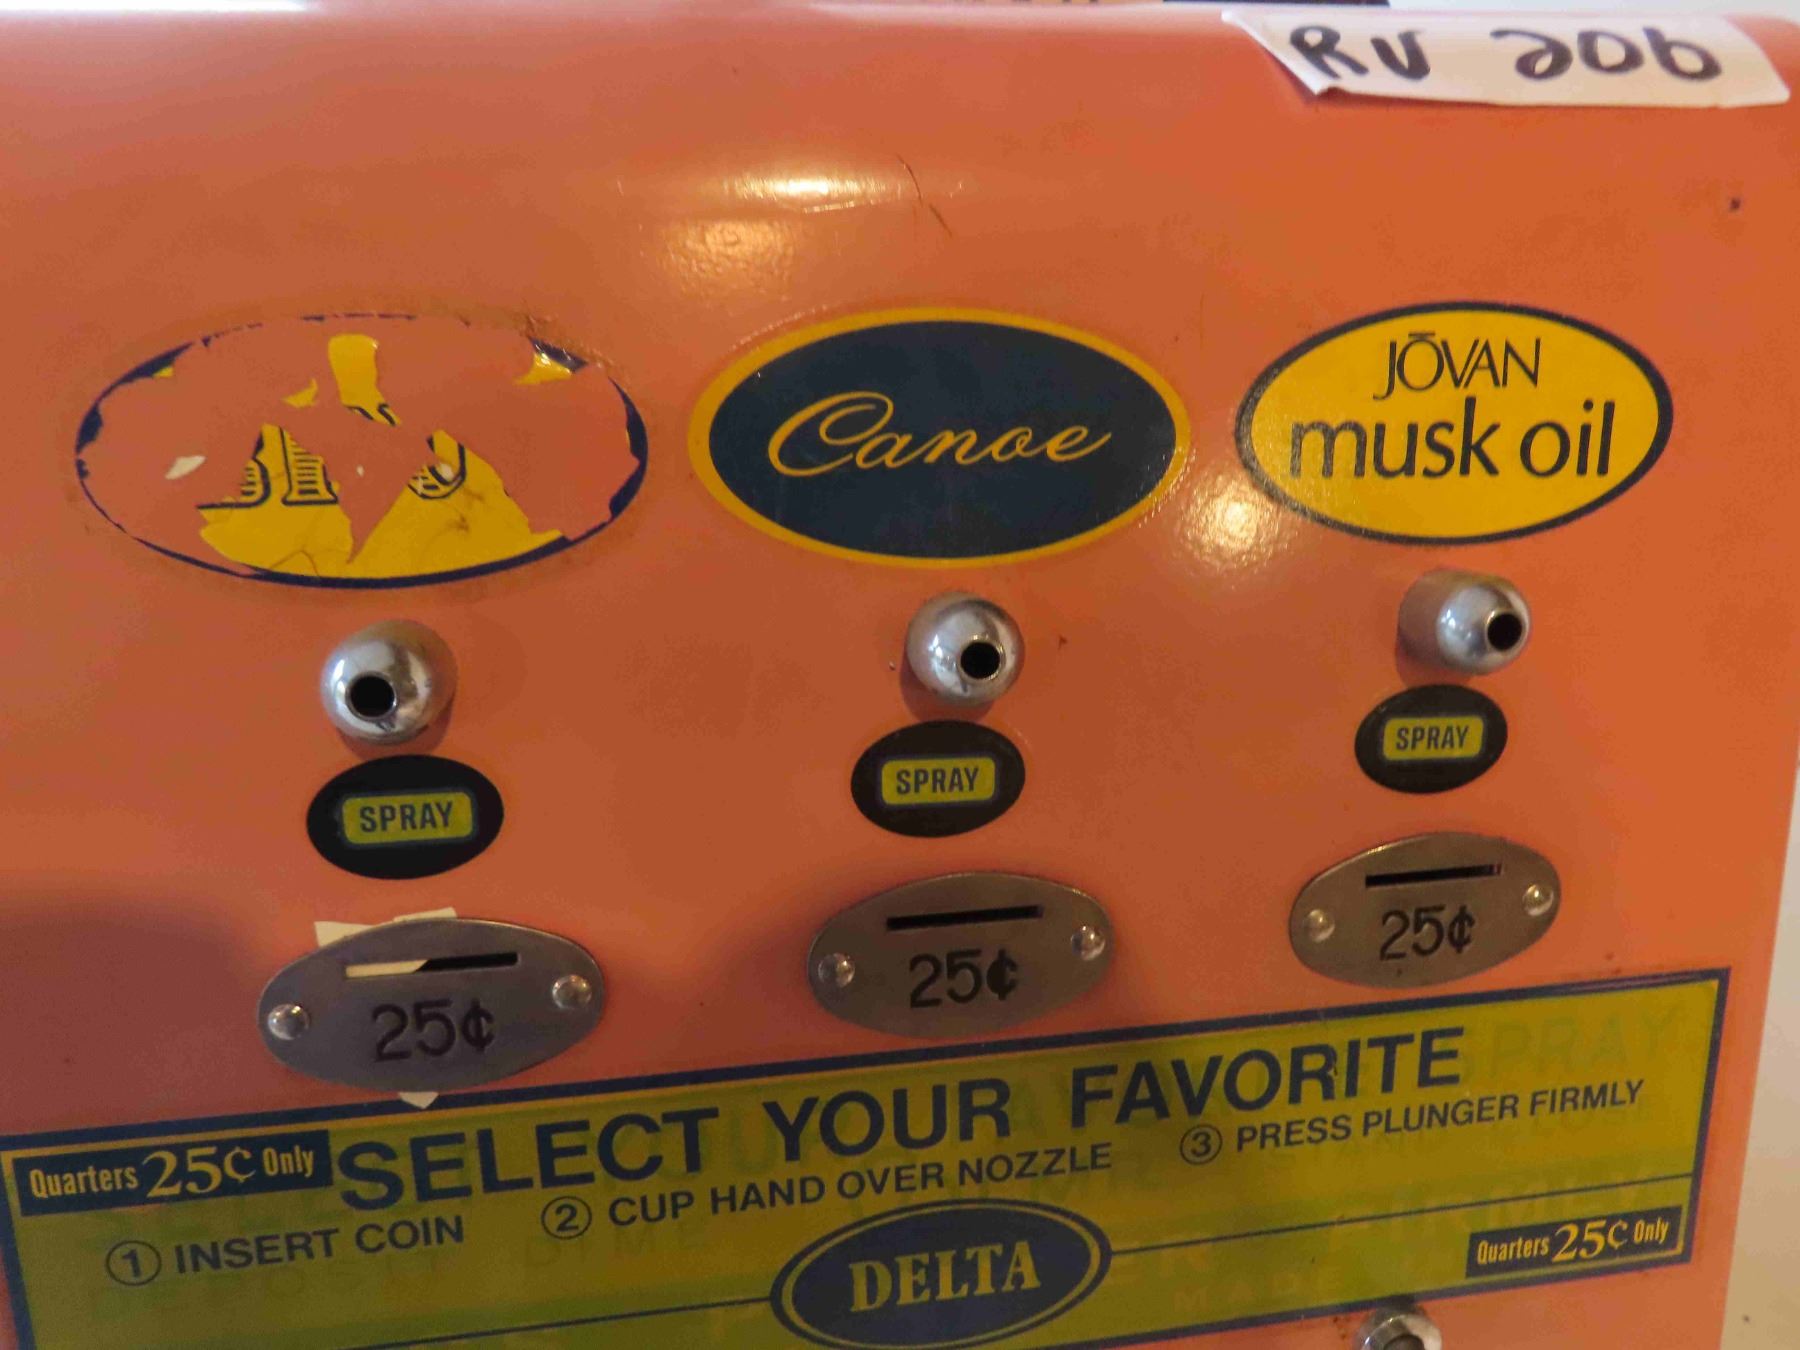 RV 206
Canoe
JŌVAN
musk oil
SPRAY
SPRAY
SPRAY
25¢
25¢
25¢
Quarters 25¢ Only
SELECT YOUR FAVORITE
① INSERT COIN
② CUP HAND OVER NOZZLE
③ PRESS PLUNGER FIRMLY
DELTA
Quarters 25¢ Only